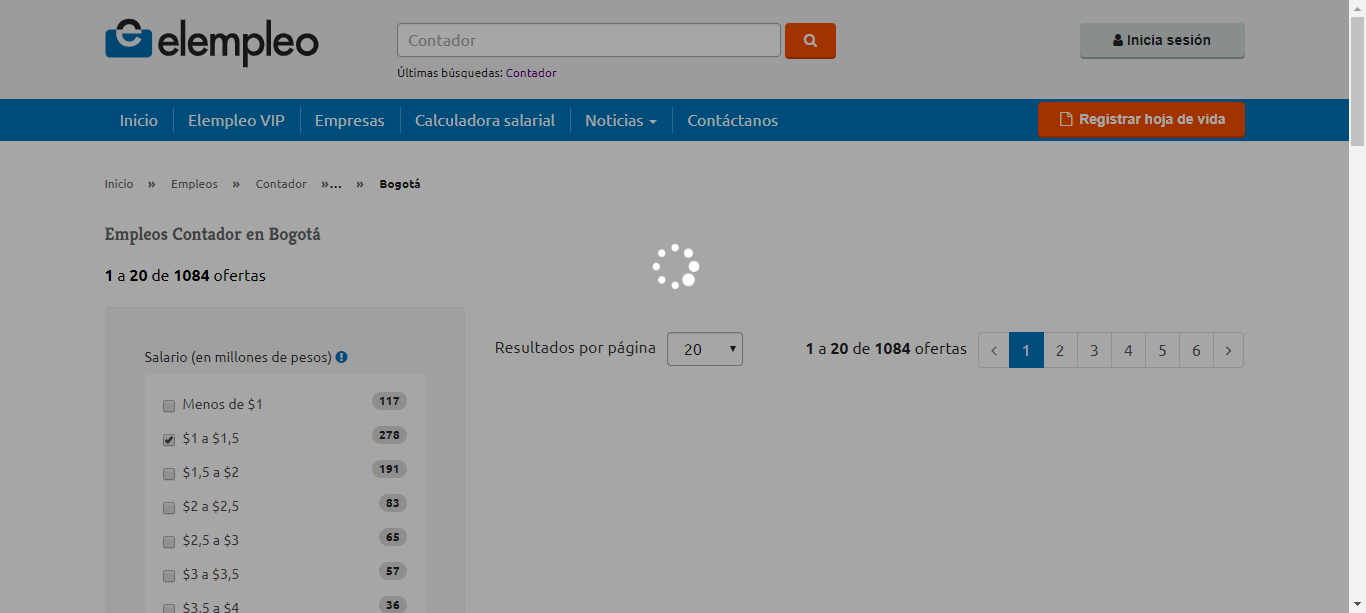 elempleo
Contador
Últimas búsquedas: Contador
Inicia sesión
Inicio Elempleo VIP Empresas Calculadora salarial Noticias Contáctanos
Registrar hoja de vida
Inicio » Empleos » Contador »... » Bogotá
Empleos Contador en Bogotá
1 a 20 de 1084 ofertas
Resultados por página 20
1 a 20 de 1084 ofertas
‹ 1 2 3 4 5 6 ›
Salario (en millones de pesos)
Menos de $1 117
$1 a $1,5 278
$1,5 a $2 191
$2 a $2,5 83
$2,5 a $3 65
$3 a $3,5 57
$3,5 a $4 36